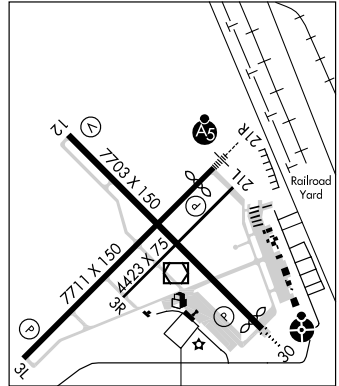 12
V
7703 X 150
A5
21R
21L
P
Railroad
Yard
7711 X 150
4423 X 75
3R
P
P
3L
30